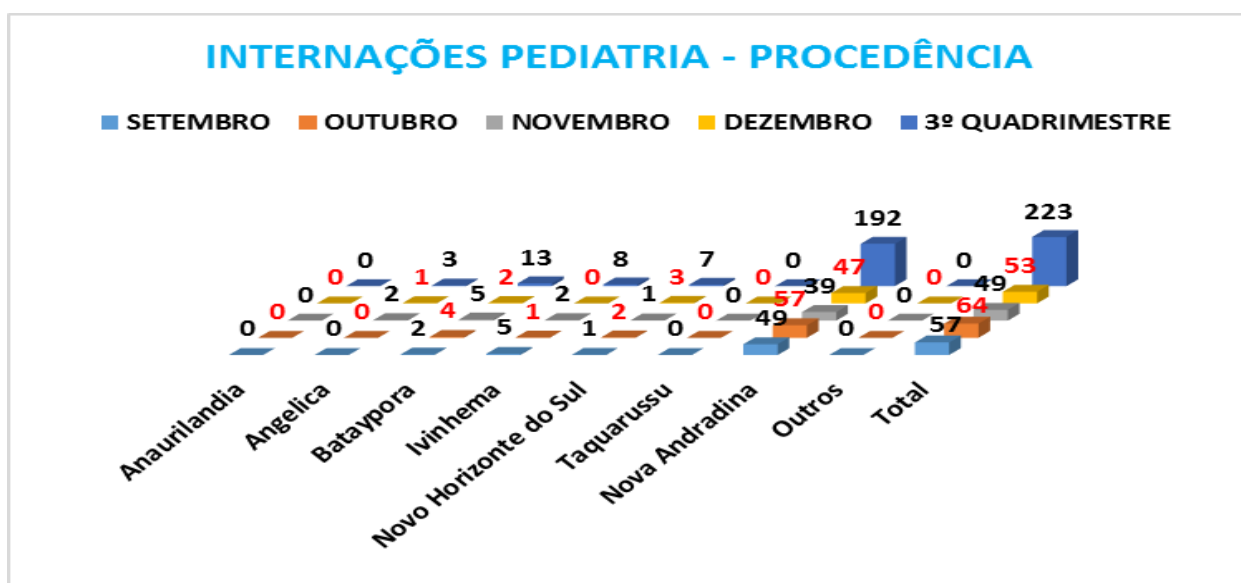 INTERNAÇÕES PEDIATRIA - PROCEDÊNCIA
SETEMBRO OUTUBRO NOVEMBRO DEZEMBRO 3º QUADRIMESTRE
0 3 13 8 7 0 192 0 223
0 1 2 0 3 0 47 0 53
0 2 5 2 1 0 39 0 49
0 0 4 1 2 0 57 0 64
0 0 2 5 1 0 49 0 57
Anaurilandia
Angelica
Bataypora
Ivinhema
Novo Horizonte do Sul
Taquarussu
Nova Andradina
Outros
Total